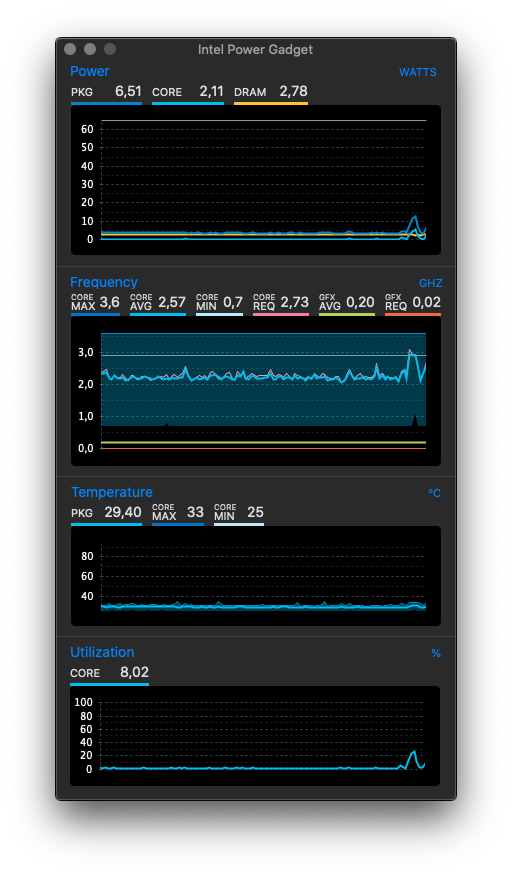 Intel Power Gadget
Power WATTS
PKG 6,51 CORE 2,11 DRAM 2,78
60
50
40
30
20
10
0
Frequency GHZ
CORE MAX 3,6 CORE AVG 2,57 CORE MIN 0,7 CORE REQ 2,73 GFX AVG 0,20 GFX REQ 0,02
3,0
2,0
1,0
0,0
Temperature ºC
PKG 29,40 CORE MAX 33 CORE MIN 25
80
60
40
Utilization %
CORE 8,02
100
80
60
40
20
0